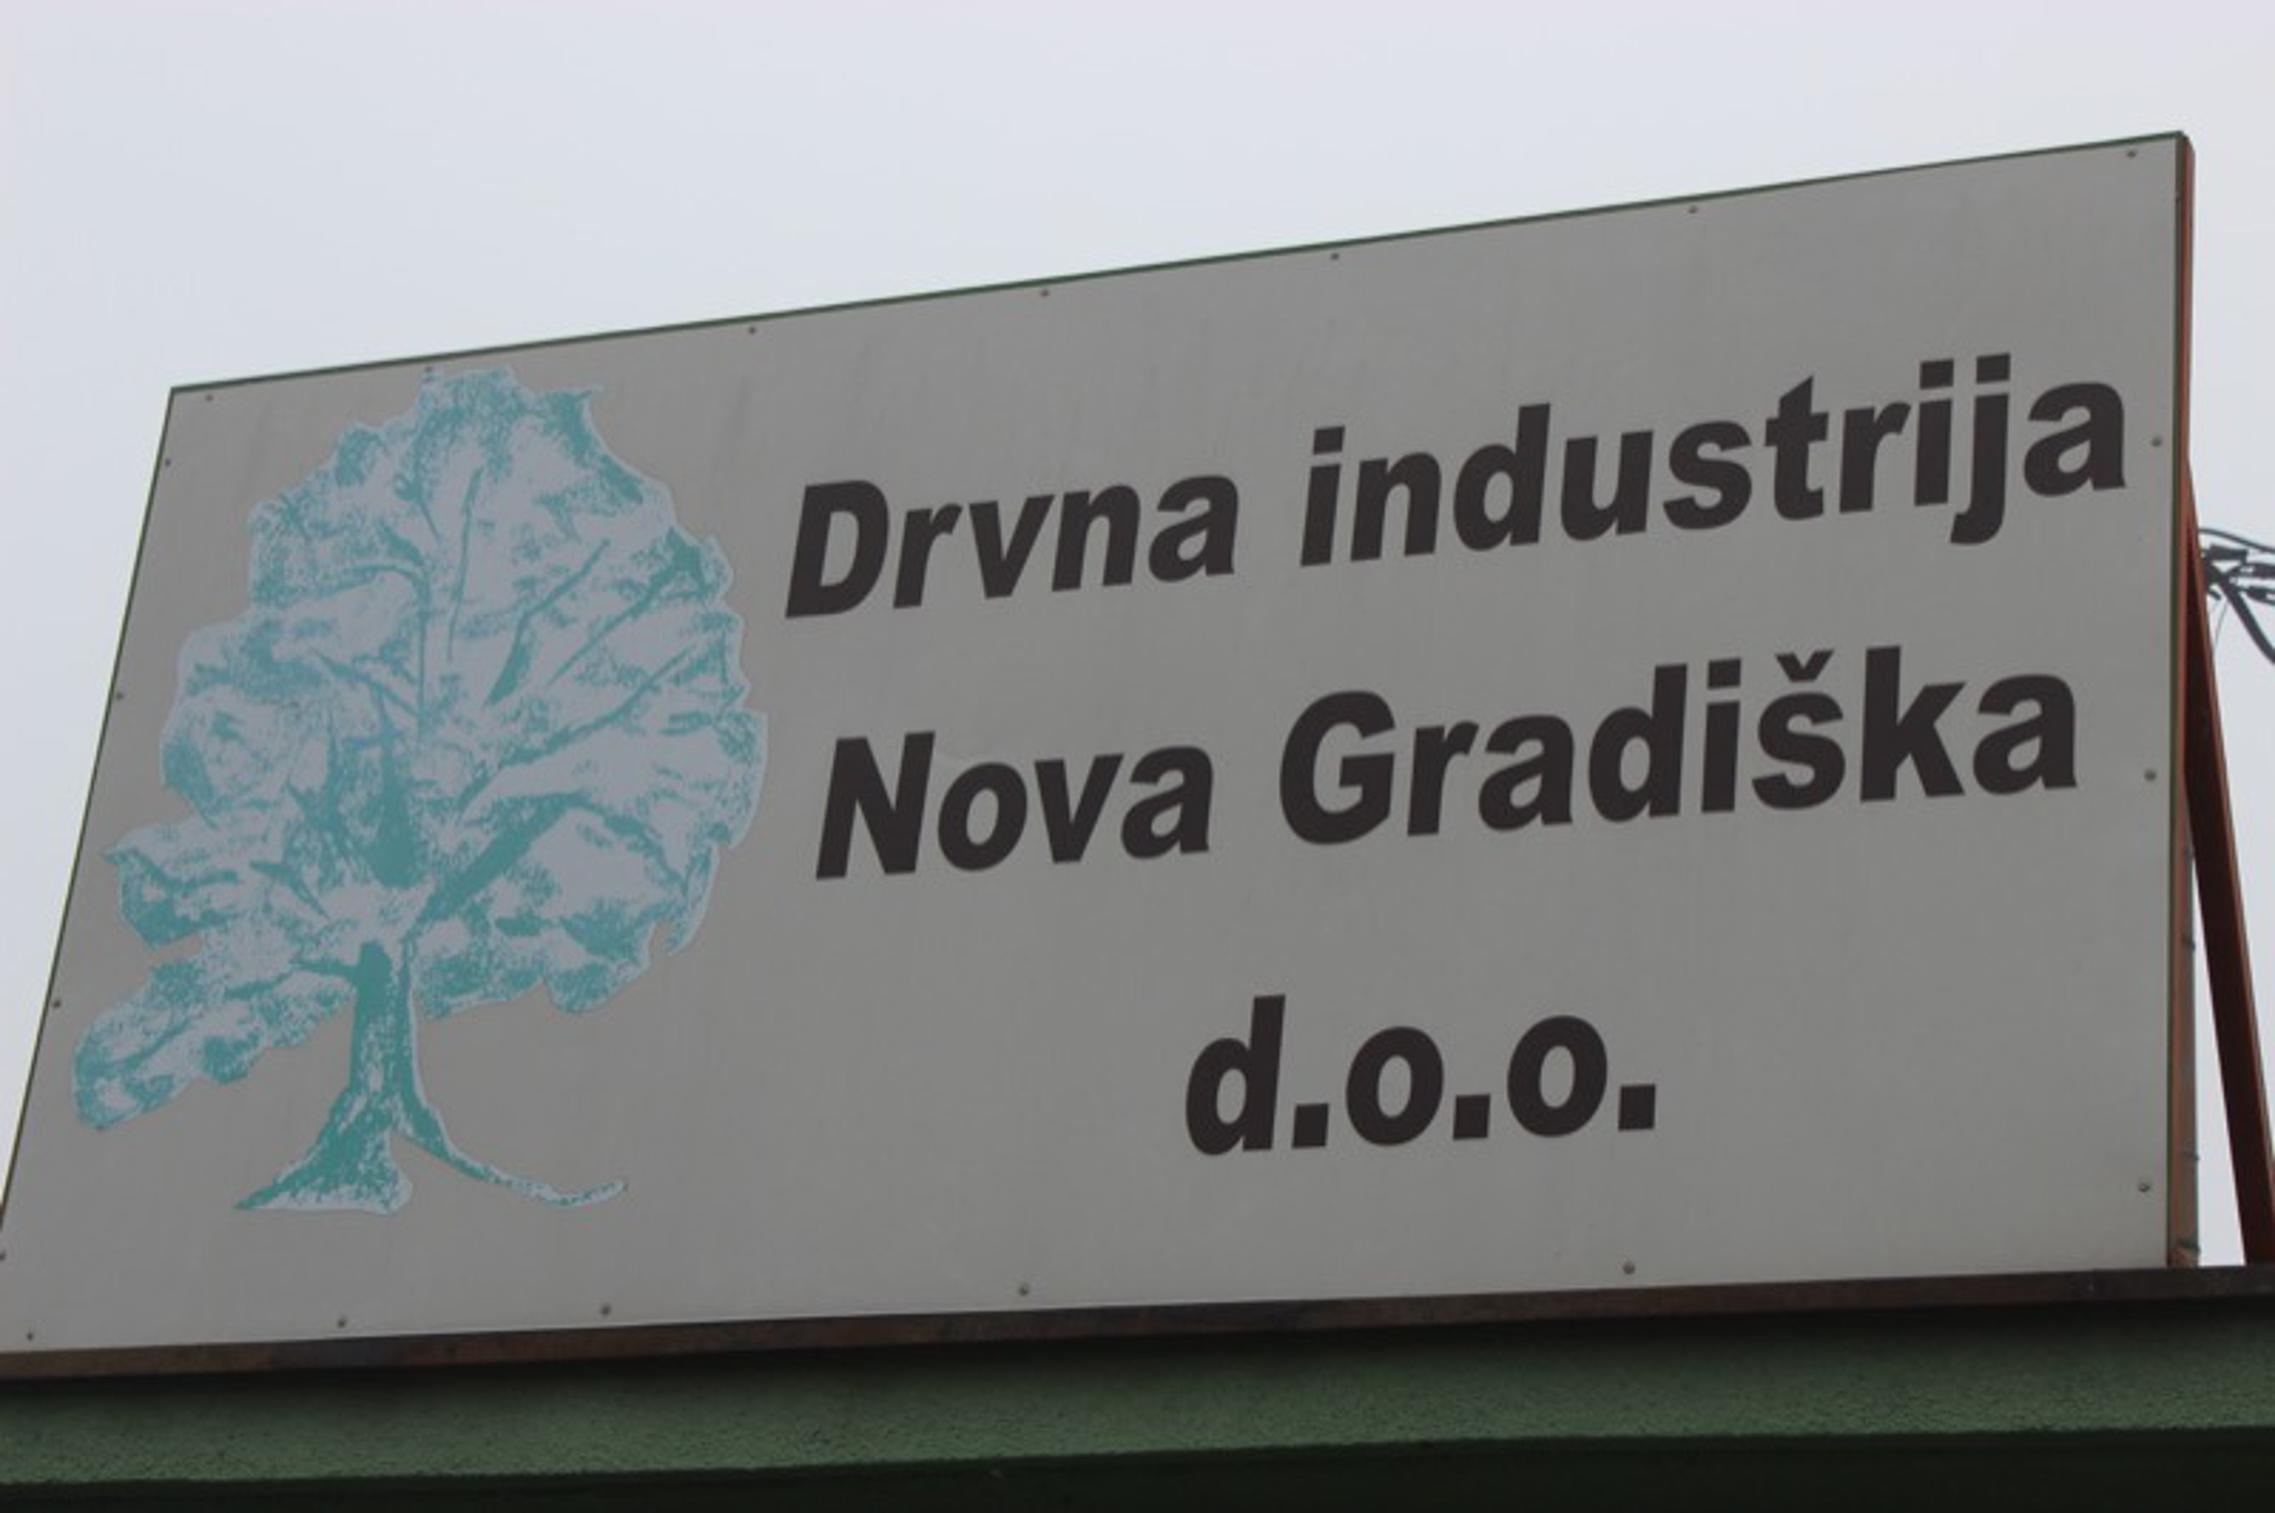 Drvna industrija
Nova Gradiška
d.o.o.